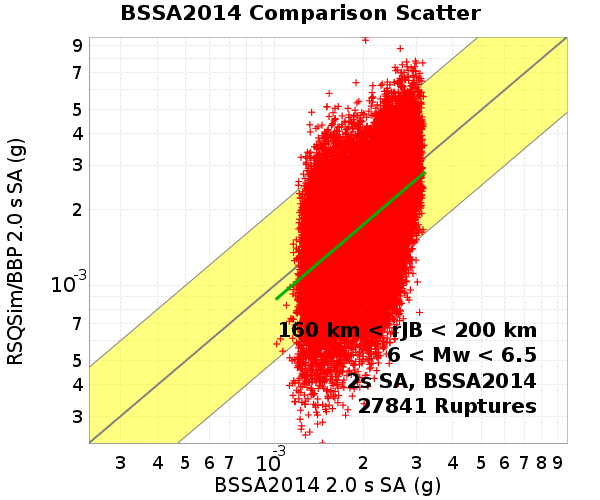 BSSA2014 Comparison Scatter
RSQSim/BBP 2.0 s SA (g)
9
7
5
4
3
2
10-3
7
5
4
3
160 km < rJB < 200 km
6 < Mw < 6.5
2s SA, BSSA2014
27841 Ruptures
3 4 5 6 7 10-3 2 3 4 5 6 7 8 9
BSSA2014 2.0 s SA (g)